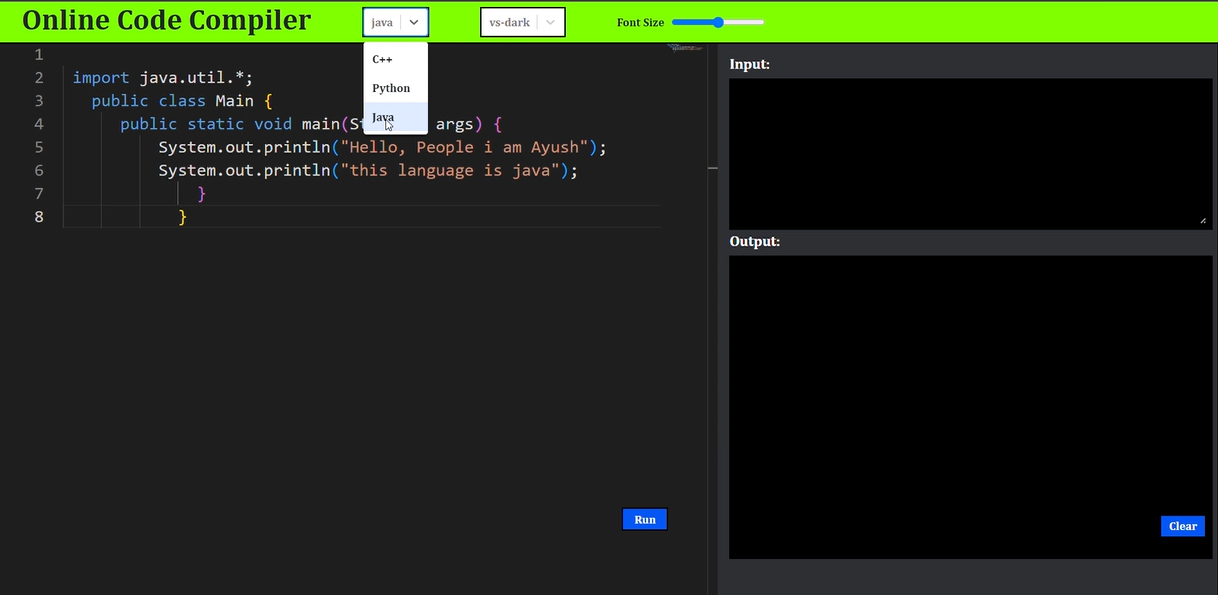 Online Code Compiler
java
vs-dark
Font Size
C++
Python
Java
1
2 import java.util.*;
3 public class Main {
4 public static void main(S args) {
5 System.out.println("Hello, People i am Ayush");
6 System.out.println("this language is java");
7 }
8 }
Run
Input:
Output:
Clear